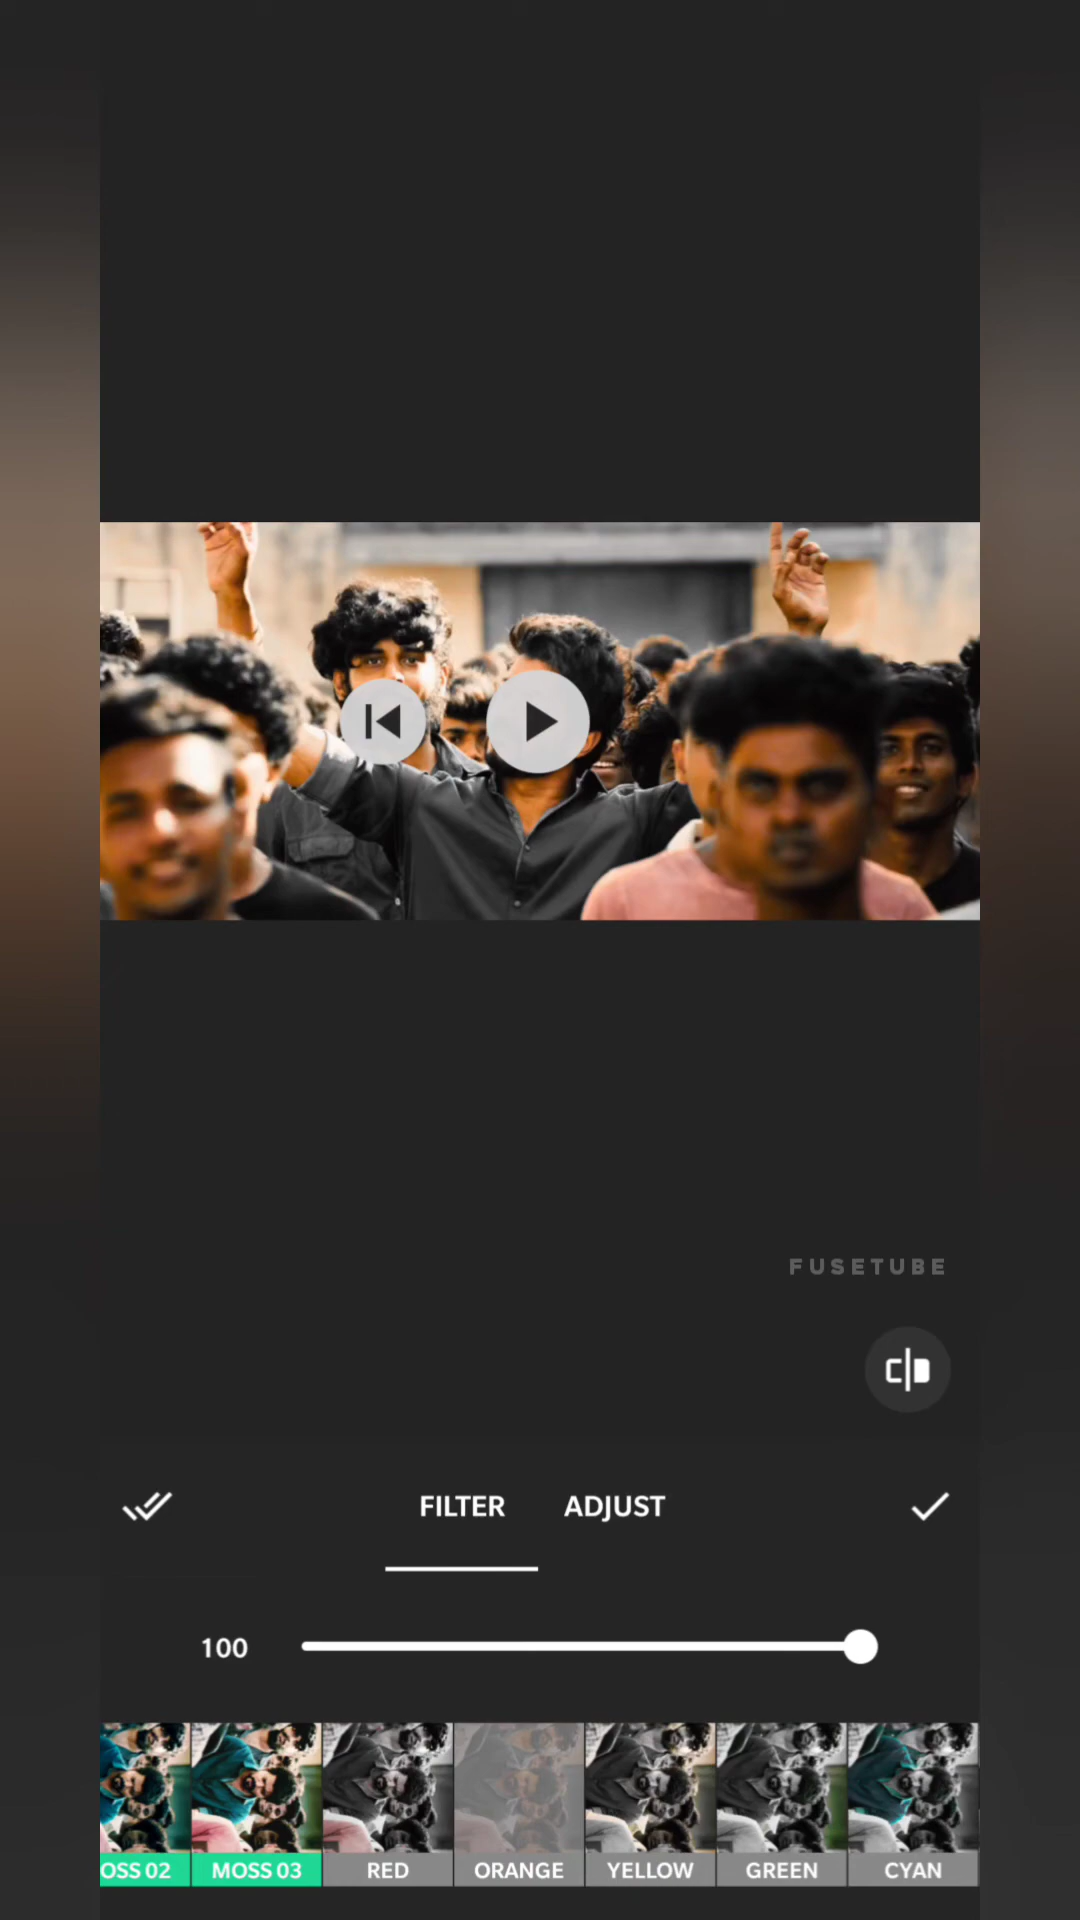 FUSETUBE
FILTER ADJUST
100
OSS 02 MOSS 03 RED ORANGE YELLOW GREEN CYAN